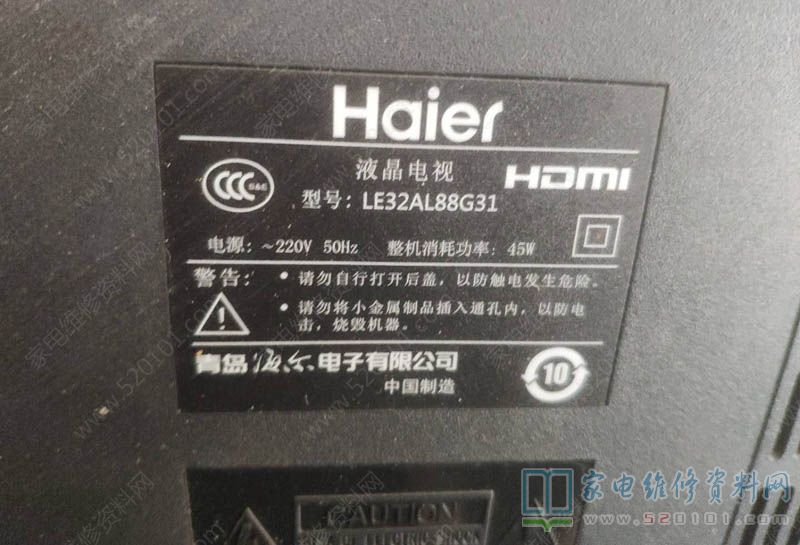 Haier
液晶电视
HDMI
CCC S&E
型号: LE32AL88G31
电源: ~220V 50Hz 整机消耗功率: 45W
警告: • 请勿自行打开后盖, 以防触电发生危险。
• 请勿将小金属制品插入通孔内, 以防电
击, 烧毁机器。
青岛海尔电子有限公司
中国制造
10
CAUTION
家电维修资料网
www.520101.com